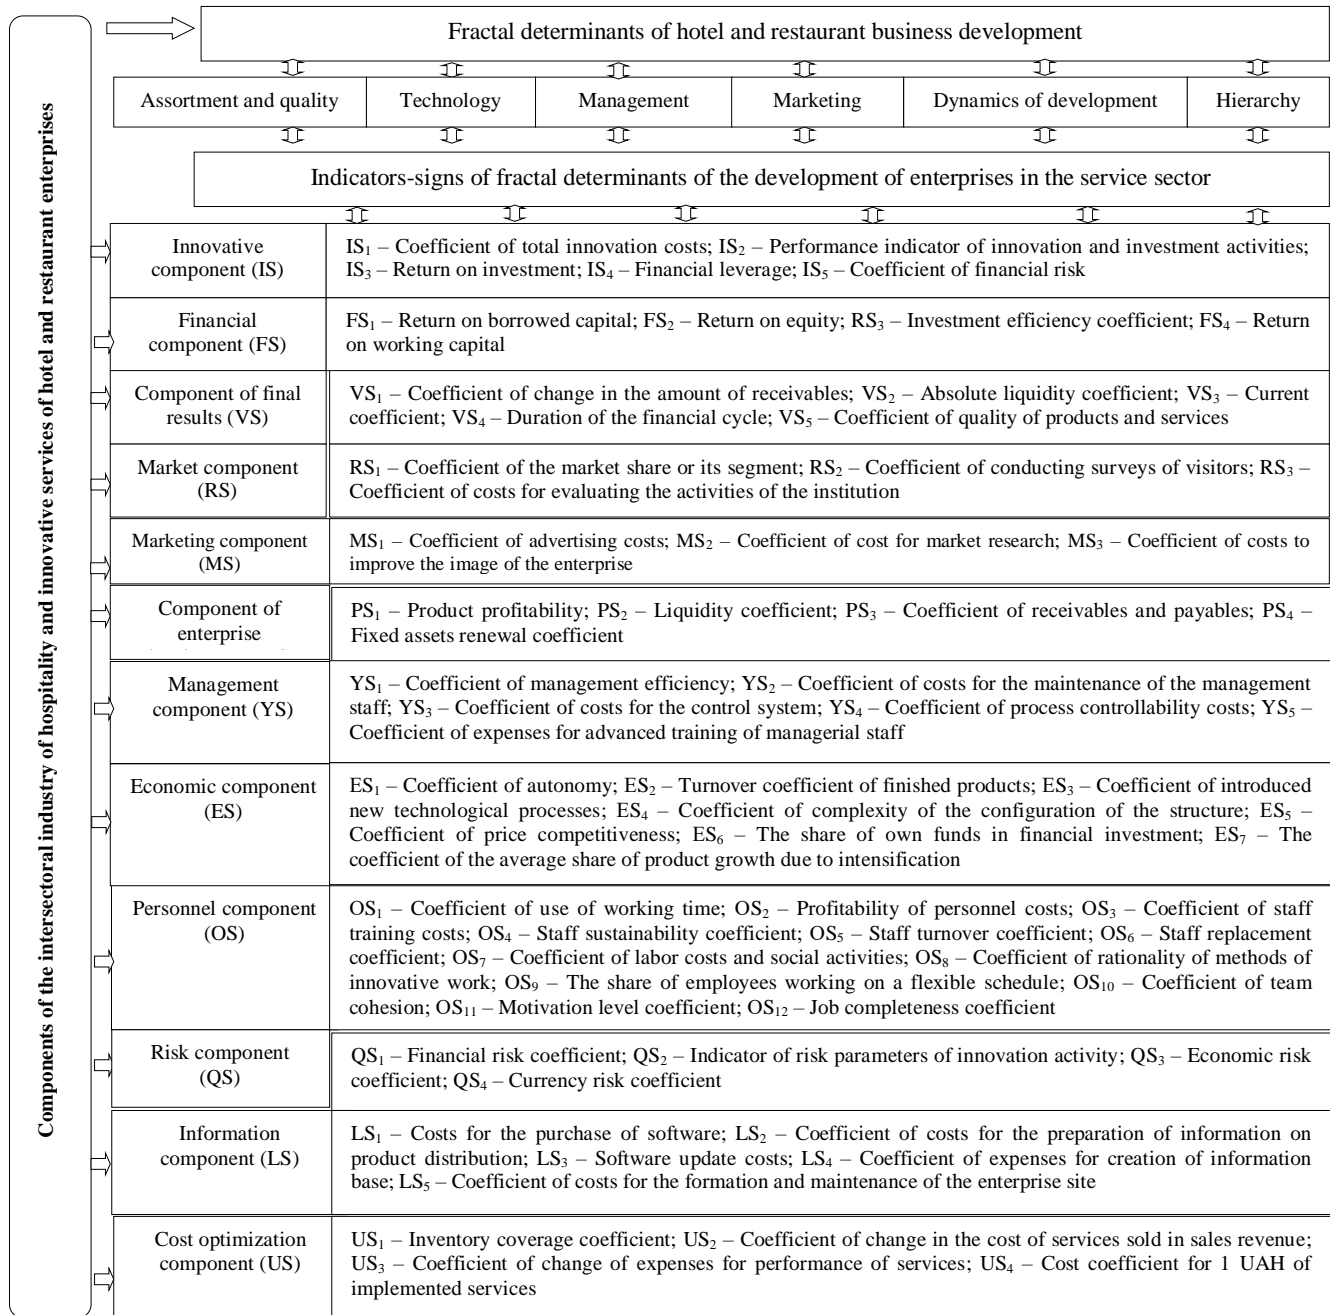 Components of the intersectoral industry of hospitality and innovative services of hotel and restaurant enterprises
Fractal determinants of hotel and restaurant business development
Assortment and quality
Technology
Management
Marketing
Dynamics of development
Hierarchy
Indicators-signs of fractal determinants of the development of enterprises in the service sector
Innovative
component (IS)
IS₁ – Coefficient of total innovation costs; IS₂ – Performance indicator of innovation and investment activities;
IS₃ – Return on investment; IS₄ – Financial leverage; IS₅ – Coefficient of financial risk
Financial
component (FS)
FS₁ – Return on borrowed capital; FS₂ – Return on equity; RS₃ – Investment efficiency coefficient; FS₄ – Return
on working capital
Component of final
results (VS)
VS₁ – Coefficient of change in the amount of receivables; VS₂ – Absolute liquidity coefficient; VS₃ – Current
coefficient; VS₄ – Duration of the financial cycle; VS₅ – Coefficient of quality of products and services
Market component
(RS)
RS₁ – Coefficient of the market share or its segment; RS₂ – Coefficient of conducting surveys of visitors; RS₃ –
Coefficient of costs for evaluating the activities of the institution
Marketing component
(MS)
MS₁ – Coefficient of advertising costs; MS₂ – Coefficient of cost for market research; MS₃ – Coefficient of costs to
improve the image of the enterprise
Component of
enterprise
PS₁ – Product profitability; PS₂ – Liquidity coefficient; PS₃ – Coefficient of receivables and payables; PS₄ –
Fixed assets renewal coefficient
Management
component (YS)
YS₁ – Coefficient of management efficiency; YS₂ – Coefficient of costs for the maintenance of the management
staff; YS₃ – Coefficient of costs for the control system; YS₄ – Coefficient of process controllability costs; YS₅ –
Coefficient of expenses for advanced training of managerial staff
Economic component
(ES)
ES₁ – Coefficient of autonomy; ES₂ – Turnover coefficient of finished products; ES₃ – Coefficient of introduced
new technological processes; ES₄ – Coefficient of complexity of the configuration of the structure; ES₅ –
Coefficient of price competitiveness; ES₆ – The share of own funds in financial investment; ES₇ – The
coefficient of the average share of product growth due to intensification
Personnel component
(OS)
OS₁ – Coefficient of use of working time; OS₂ – Profitability of personnel costs; OS₃ – Coefficient of staff
training costs; OS₄ – Staff sustainability coefficient; OS₅ – Staff turnover coefficient; OS₆ – Staff replacement
coefficient; OS₇ – Coefficient of labor costs and social activities; OS₈ – Coefficient of rationality of methods of
innovative work; OS₉ – The share of employees working on a flexible schedule; OS₁₀ – Coefficient of team
cohesion; OS₁₁ – Motivation level coefficient; OS₁₂ – Job completeness coefficient
Risk component
(QS)
QS₁ – Financial risk coefficient; QS₂ – Indicator of risk parameters of innovation activity; QS₃ – Economic risk
coefficient; QS₄ – Currency risk coefficient
Information
component (LS)
LS₁ – Costs for the purchase of software; LS₂ – Coefficient of costs for the preparation of information on
product distribution; LS₃ – Software update costs; LS₄ – Coefficient of expenses for creation of information
base; LS₅ – Coefficient of costs for the formation and maintenance of the enterprise site
Cost optimization
component (US)
US₁ – Inventory coverage coefficient; US₂ – Coefficient of change in the cost of services sold in sales revenue;
US₃ – Coefficient of change of expenses for performance of services; US₄ – Cost coefficient for 1 UAH of
implemented services